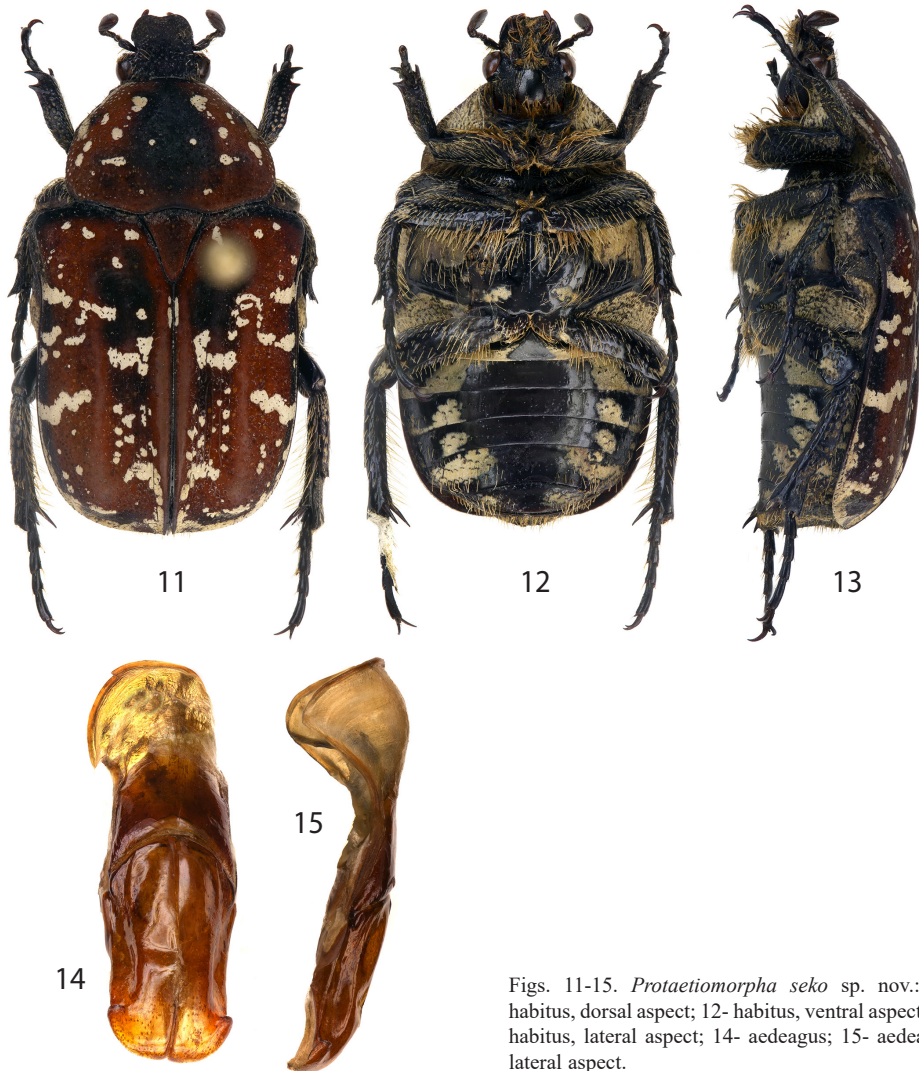 11
12
13
14
15
Figs. 11-15. Protaetiomorpha seko sp. nov.:
habitus, dorsal aspect; 12- habitus, ventral aspect
habitus, lateral aspect; 14- aedeagus; 15-
lateral aspect.